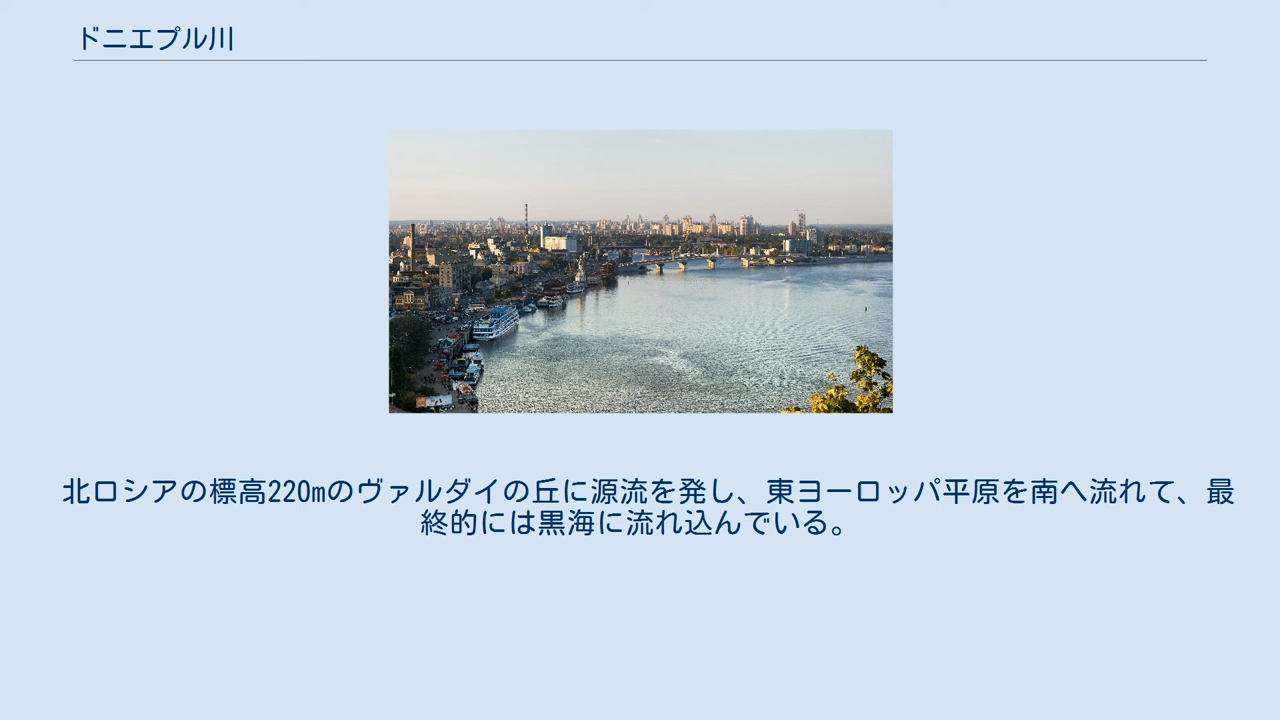 ドニエプル川
北ロシアの標高220mのヴァルダイの丘に源流を発し、東ヨーロッパ平原を南へ流れて、最
終的には黒海に流れ込んでいる。